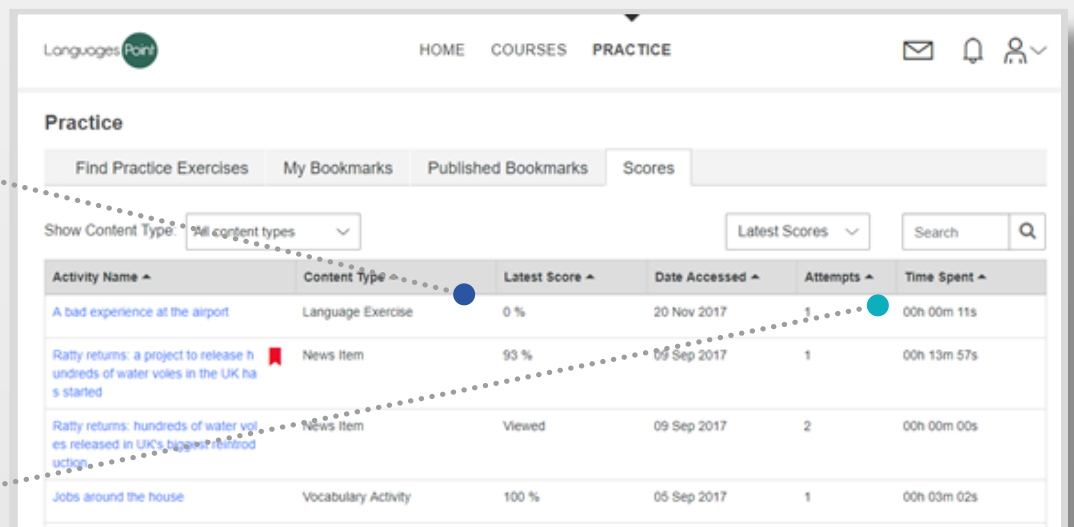 Languages Point
HOME COURSES PRACTICE
Practice
Find Practice Exercises My Bookmarks Published Bookmarks Scores
Show Content Type: All content types Latest Scores Search
Activity Name Content Type Latest Score Date Accessed Attempts Time Spent
A bad experience at the airport Language Exercise 0 % 20 Nov 2017 1 00h 00m 11s
Ratty returns: a project to release h News Item 93 % 09 Sep 2017 1 00h 13m 57s
undreds of water voles in the UK ha
s started
Ratty returns: hundreds of water vol News Item Viewed 09 Sep 2017 2 00h 00m 00s
es released in UK's biggest reintrod
uction
Jobs around the house Vocabulary Activity 100 % 05 Sep 2017 1 00h 03m 02s